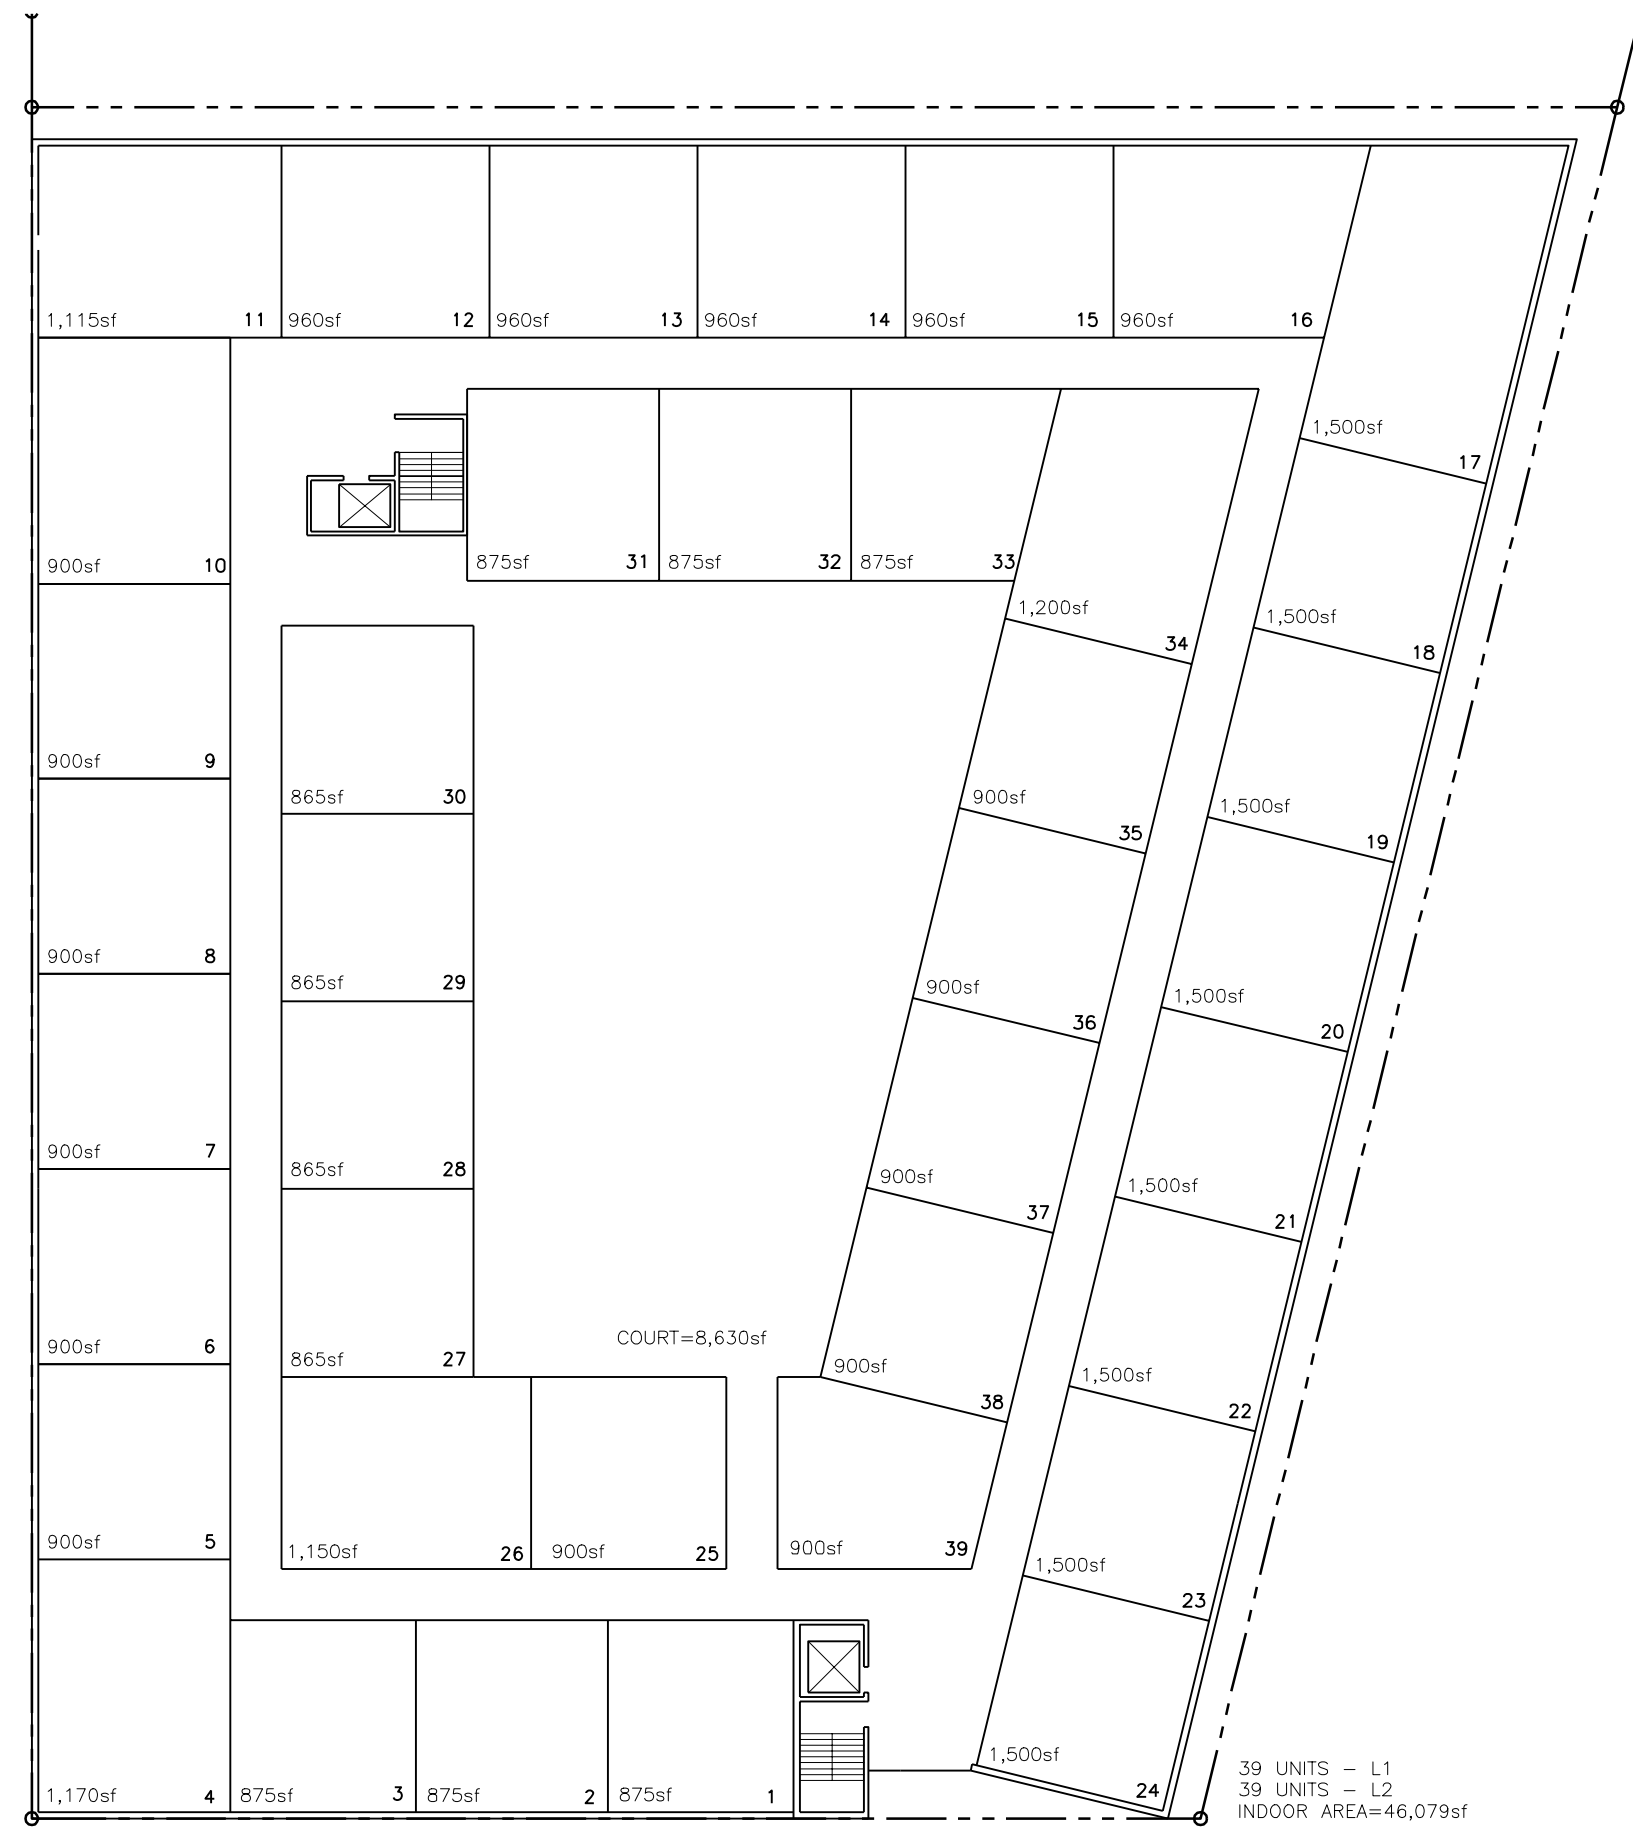 1,115sf 11 960sf 12 960sf 13 960sf 14 960sf 15 960sf 16
1,500sf 17
900sf 10
875sf 31 875sf 32 875sf 33
1,200sf 34
1,500sf 18
900sf 9
865sf 30
900sf 35
1,500sf 19
900sf 8
865sf 29
900sf 36
1,500sf 20
900sf 7
865sf 28
900sf 37
1,500sf 21
900sf 6
865sf 27
COURT=8,630sf
900sf 38
1,500sf 22
900sf 5
1,150sf 26 900sf 25 900sf 39
1,500sf 23
1,170sf 4 875sf 3 875sf 2 875sf 1
1,500sf 24
39 UNITS – L1
39 UNITS – L2
INDOOR AREA=46,079sf